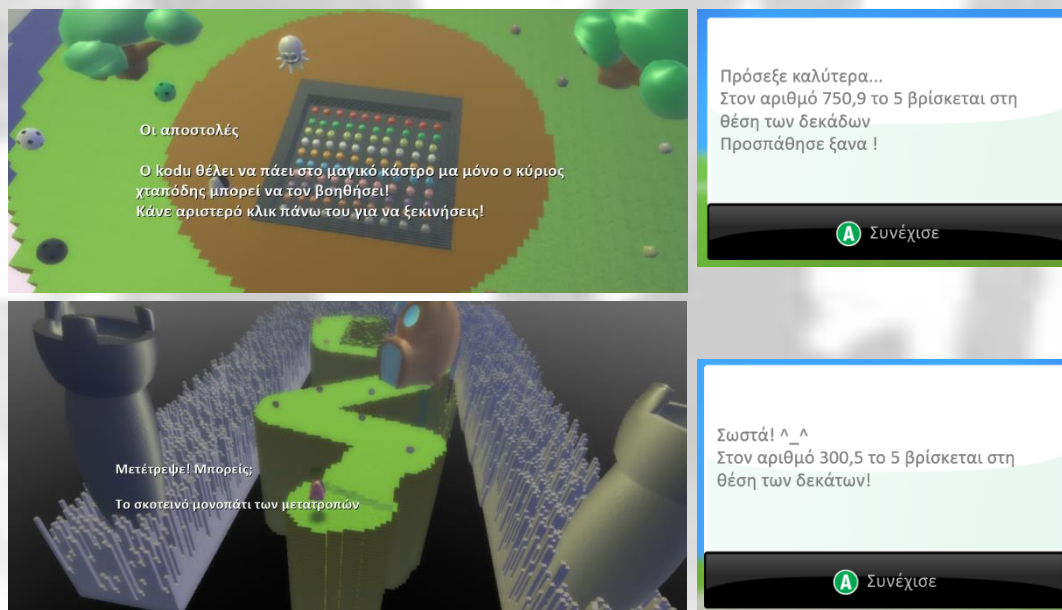 Οι αποστολές
Ο kodu θέλει να πάει στο μαγικό κάστρο μα μόνο ο κύριος
χταπόδης μπορεί να τον βοηθήσει!
Κάνε αριστερό κλικ πάνω του για να ξεκινήσεις!
Πρόσεξε καλύτερα...
Στον αριθμό 750,9 το 5 βρίσκεται στη
θέση των δεκάδων
Προσπάθησε ξανα !
A Συνέχισε
Μετέτρεψε! Μπορείς;
Το σκοτεινό μονοπάτι των μετατροπών
Σωστά! ^_^
Στον αριθμό 300,5 το 5 βρίσκεται στη
θέση των δεκάτων!
A Συνέχισε